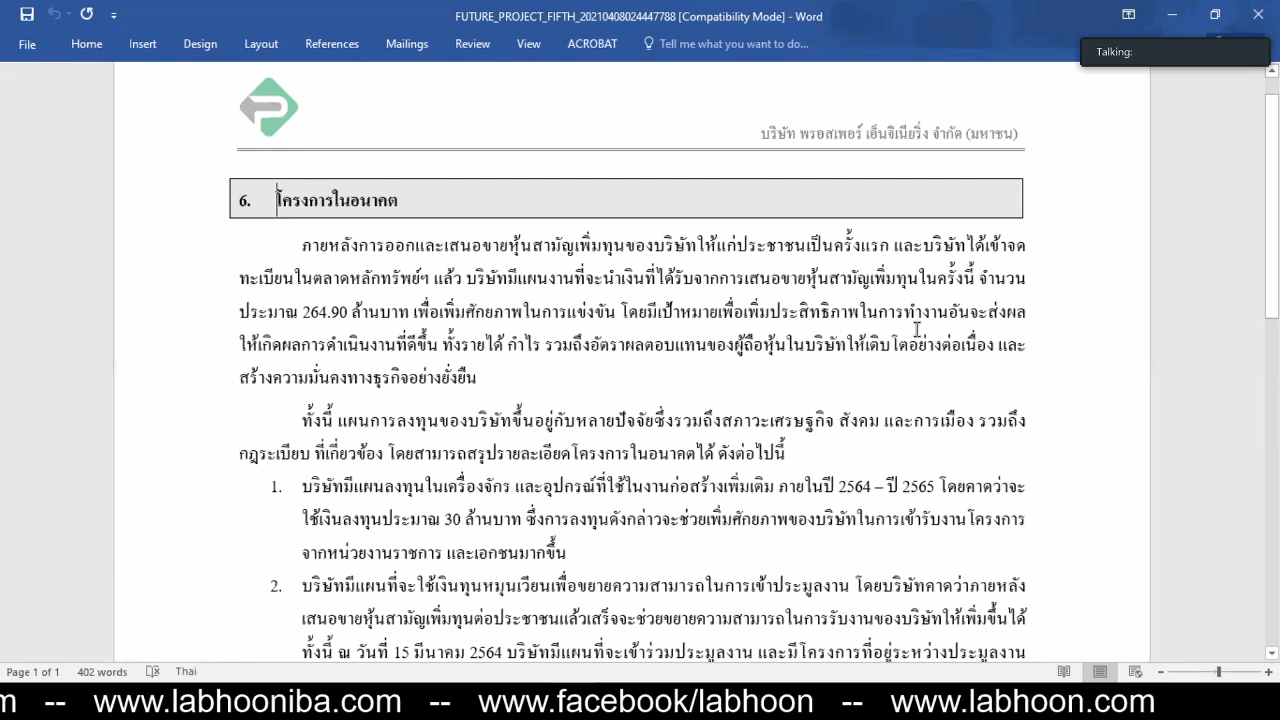 FUTURE_PROJECT_FIFTH_20210408024447788 [Compatibility Mode] - Word
File Home Insert Design Layout References Mailings Review View ACROBAT Tell me what you want to do...
Talking:
บริษัท พรอสเพอร์ เอ็นจิเนียริ่ง จำกัด (มหาชน)
6. โครงการในอนาคต
ภายหลังการออกและเสนอขายหุ้นสามัญเพิ่มทุนของบริษัทให้แก่ประชาชนเป็นครั้งแรก และบริษัทได้เข้าจด
ทะเบียนในตลาดหลักทรัพย์ฯ แล้ว บริษัทมีแผนงานที่จะนำเงินที่ได้รับจากการเสนอขายหุ้นสามัญเพิ่มทุนในครั้งนี้ จำนวน
ประมาณ 264.90 ล้านบาท เพื่อเพิ่มศักยภาพในการแข่งขัน โดยมีเป้าหมายเพื่อเพิ่มประสิทธิภาพในการทำงานอันจะส่งผล
ให้เกิดผลการดำเนินงานที่ดีขึ้น ทั้งรายได้ กำไร รวมถึงอัตราผลตอบแทนของผู้ถือหุ้นในบริษัทให้เติบโตอย่างต่อเนื่อง และ
สร้างความมั่นคงทางธุรกิจอย่างยั่งยืน
ทั้งนี้ แผนการลงทุนของบริษัทขึ้นอยู่กับหลายปัจจัยซึ่งรวมถึงสภาวะเศรษฐกิจ สังคม และการเมือง รวมถึง
กฎระเบียบ ที่เกี่ยวข้อง โดยสามารถสรุปรายละเอียดโครงการในอนาคตได้ ดังต่อไปนี้
1. บริษัทมีแผนลงทุนในเครื่องจักร และอุปกรณ์ที่ใช้ในงานก่อสร้างเพิ่มเติม ภายในปี 2564 – ปี 2565 โดยคาดว่าจะ
ใช้เงินลงทุนประมาณ 30 ล้านบาท ซึ่งการลงทุนดังกล่าวจะช่วยเพิ่มศักยภาพของบริษัทในการเข้ารับงานโครงการ
จากหน่วยงานราชการ และเอกชนมากขึ้น
2. บริษัทมีแผนที่จะใช้เงินทุนหมุนเวียนเพื่อขยายความสามารถในการเข้าประมูลงาน โดยบริษัทคาดว่าภายหลัง
เสนอขายหุ้นสามัญเพิ่มทุนต่อประชาชนแล้วเสร็จจะช่วยขยายความสามารถในการรับงานของบริษัทให้เพิ่มขึ้นได้
ทั้งนี้ ณ วันที่ 15 มีนาคม 2564 บริษัทมีแผนที่จะเข้าร่วมประมูลงาน และมีโครงการที่อยู่ระหว่างประมูลงาน
Page 1 of 1 402 words Thai
m -- www.labhooniba.com -- www.facebook/labhoon -- www.labhoon.com